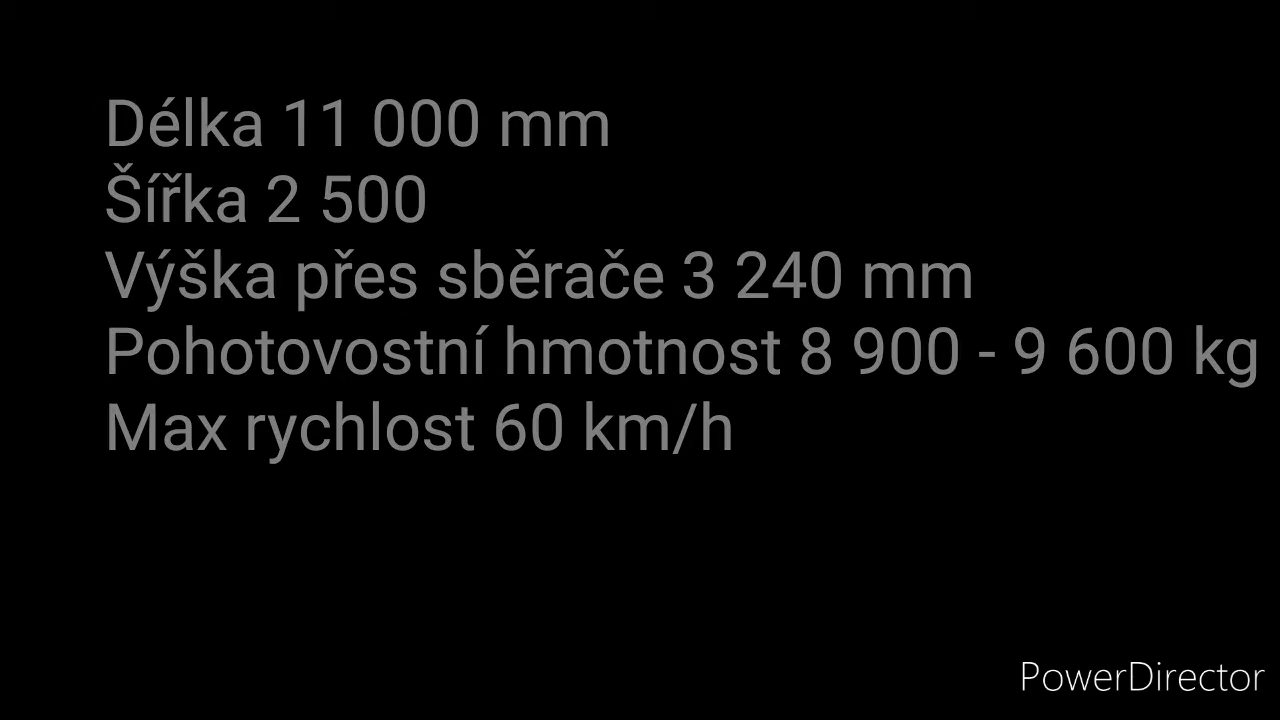 Délka 11 000 mm
Šířka 2 500
Výška přes sběrače 3 240 mm
Pohotovostní hmotnost 8 900 - 9 600 kg
Max rychlost 60 km/h
PowerDirector